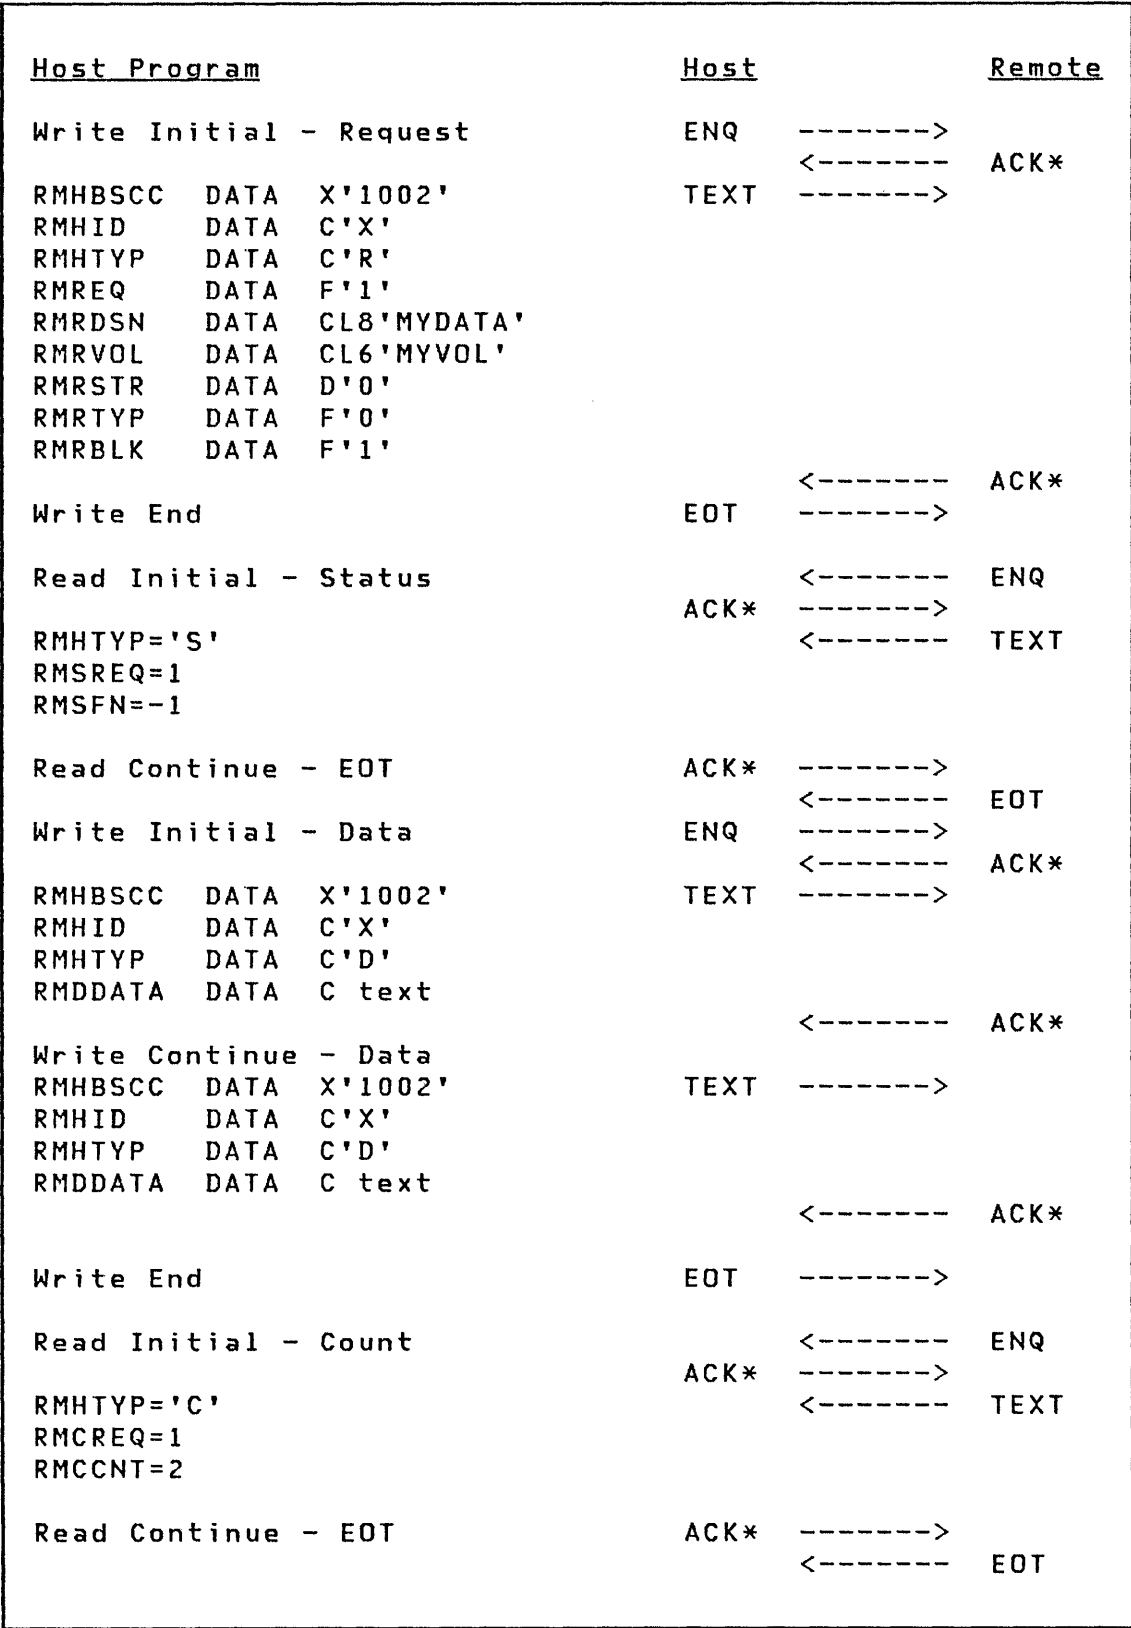 Host Program Host Remote
Write Initial - Request ENQ ------->
<------- ACK*
RMHBSCC DATA X'1002' TEXT ------->
RMHID DATA C'X'
RMHTYP DATA C'R'
RMREQ DATA F'1'
RMRDSN DATA CL8'MYDATA'
RMRVOL DATA CL6'MYVOL'
RMRSTR DATA D'0'
RMRTYP DATA F'0'
RMRBLK DATA F'1'
<------- ACK*
Write End EOT ------->
Read Initial - Status <------- ENQ
ACK* ------->
RMHTYP='S' <------- TEXT
RMSREQ=1
RMSFN=-1
Read Continue - EOT ACK* ------->
<------- EOT
Write Initial - Data ENQ ------->
<------- ACK*
RMHBSCC DATA X'1002' TEXT ------->
RMHID DATA C'X'
RMHTYP DATA C'D'
RMDDATA DATA C text
<------- ACK*
Write Continue - Data
RMHBSCC DATA X'1002' TEXT ------->
RMHID DATA C'X'
RMHTYP DATA C'D'
RMDDATA DATA C text
<------- ACK*
Write End EOT ------->
Read Initial - Count <------- ENQ
ACK* ------->
RMHTYP='C' <------- TEXT
RMCREQ=1
RMCCNT=2
Read Continue - EOT ACK* ------->
<------- EOT